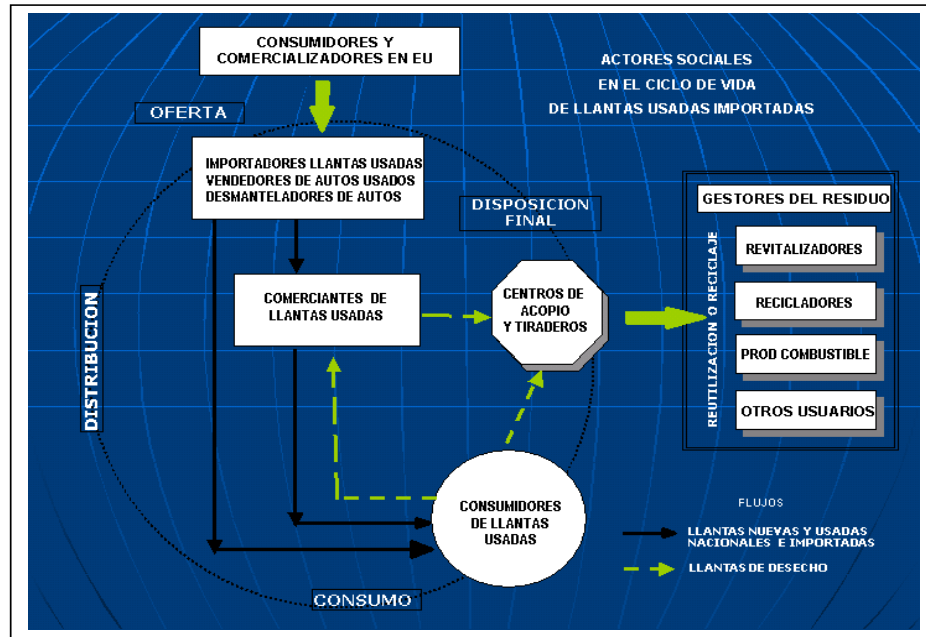 CONSUMIDORES Y
COMERCIALIZADORES EN EU
ACTORES SOCIALES
EN EL CICLO DE VIDA
DE LLANTAS USADAS IMPORTADAS
OFERTA
IMPORTADORES LLANTAS USADAS
VENDEDORES DE AUTOS USADOS
DESMANTELADORES DE AUTOS
DISPOSICION
FINAL
GESTORES DEL RESIDUO
REUTILIZACION O RECICLAJE
REVITALIZADORES
RECICLADORES
PROD COMBUSTIBLE
OTROS USUARIOS
DISTRIBUCION
COMERCIANTES DE
LLANTAS USADAS
CENTROS DE
ACOPIO
Y TIRADEROS
CONSUMIDORES
DE LLANTAS
USADAS
CONSUMO
FLUJOS
LLANTAS NUEVAS Y USADAS
NACIONALES E IMPORTADAS
LLANTAS DE DESECHO